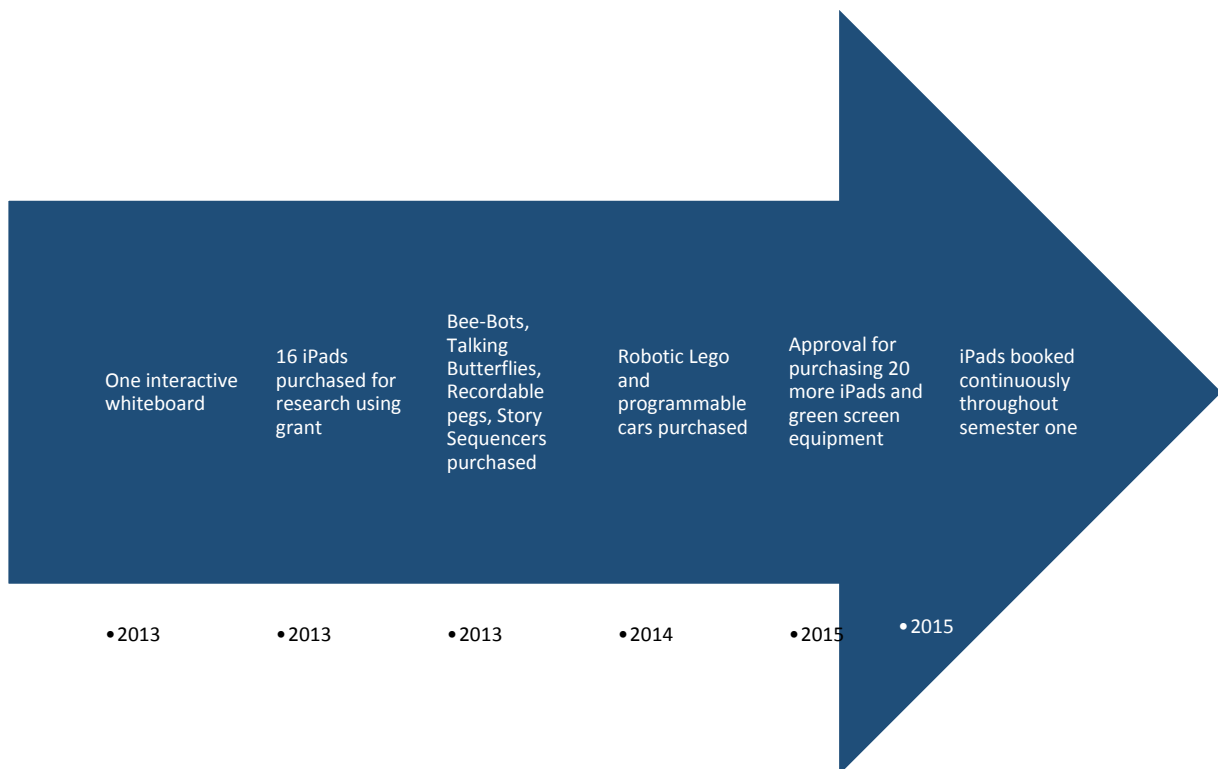 One interactive
whiteboard
16 iPads
purchased for
research using
grant
Bee-Bots,
Talking
Butterflies,
Recordable
pegs, Story
Sequencers
purchased
Robotic Lego
and
programmable
cars purchased
Approval for
purchasing 20
more iPads and
green screen
equipment
iPads booked
continuously
throughout
semester one
•2013
•2013
•2013
•2014
•2015
•2015